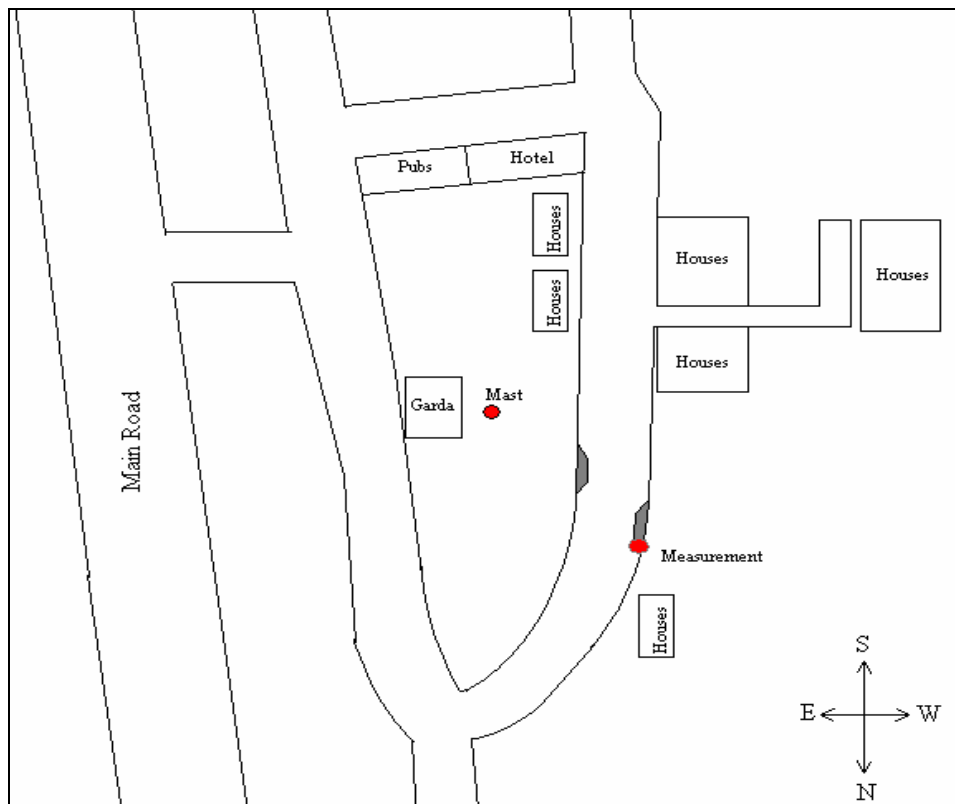 Pubs
Hotel
Houses
Houses
Houses
Houses
Houses
Garda
Mast
Main Road
Measurement
Houses
S
E
W
N